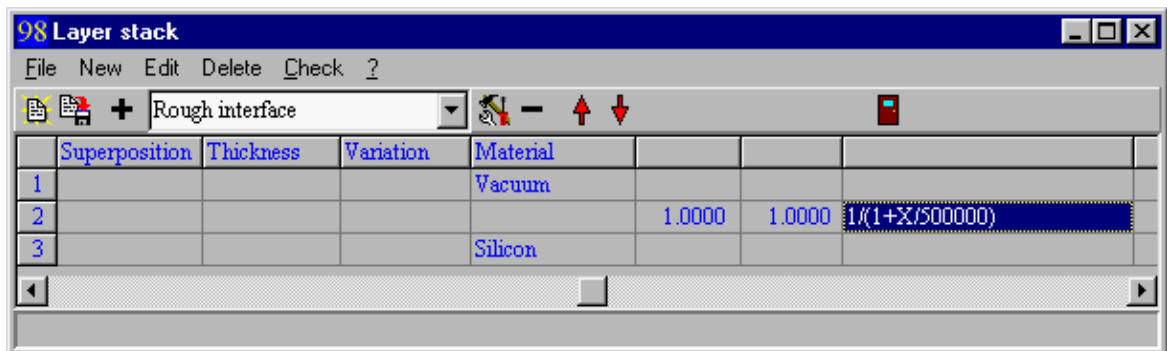 98 Layer stack
File New Edit Delete Check ?
Rough interface
Superposition Thickness Variation Material
1 Vacuum
2 1.0000 1.0000 1/(1+X/500000)
3 Silicon